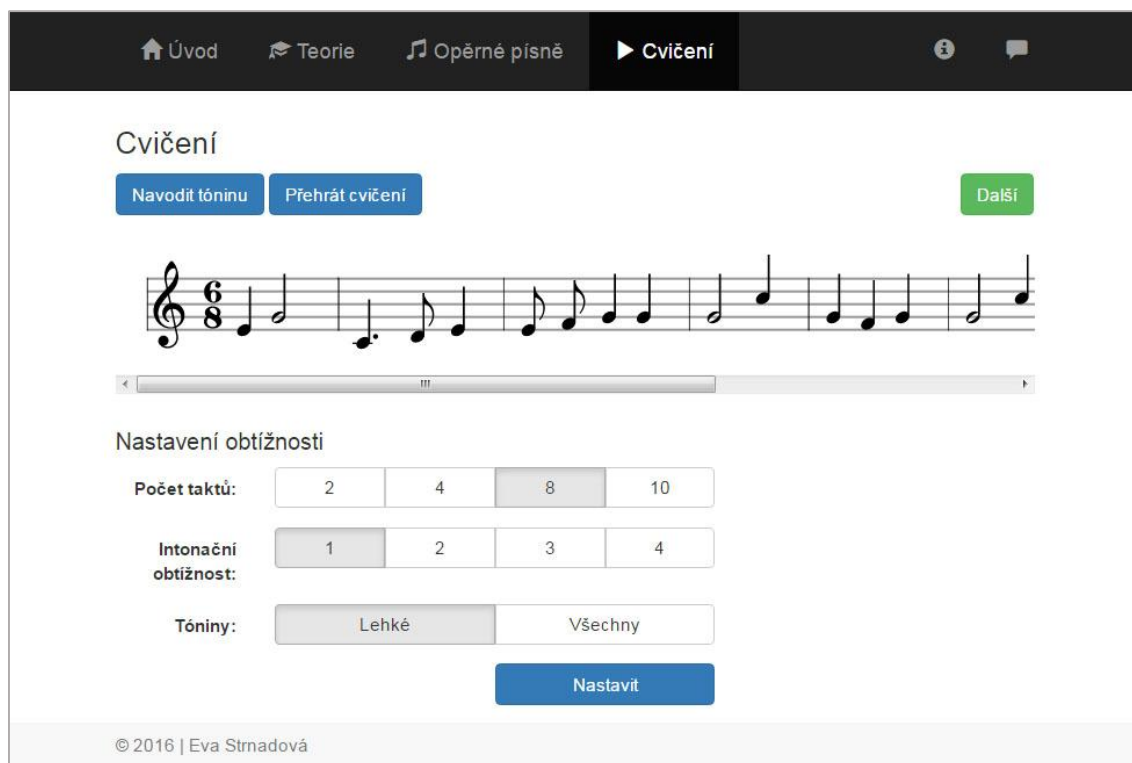 Úvod Teorie Opěrné písně Cvičení
Cvičení
Navodit tóninu Přehrát cvičení Další
6
8
Nastavení obtížnosti
Počet taktů: 2 4 8 10
Intonační obtížnost: 1 2 3 4
Tóniny: Lehké Všechny
Nastavit
© 2016 | Eva Strnadová